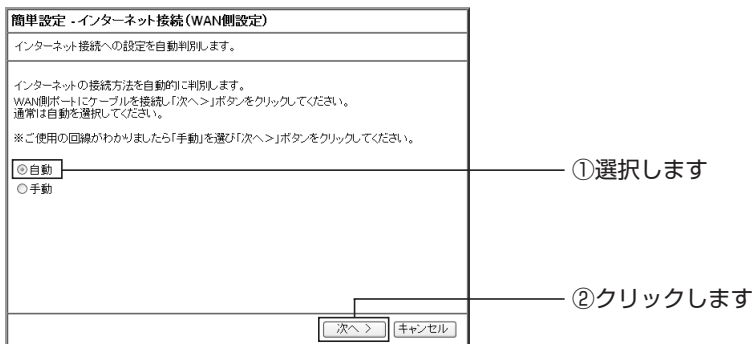 簡単設定 - インターネット接続(WAN側設定)
インターネット接続への設定を自動判別します。
インターネットの接続方法を自動的に判別します。
WAN側ポートにケーブルを接続し「次へ>」ボタンをクリックしてください。
通常は自動を選択してください。
※ご使用の回線がわかりましたら「手動」を選び「次へ>」ボタンをクリックしてください。
自動
①選択します
手動
②クリックします
次へ > キャンセル